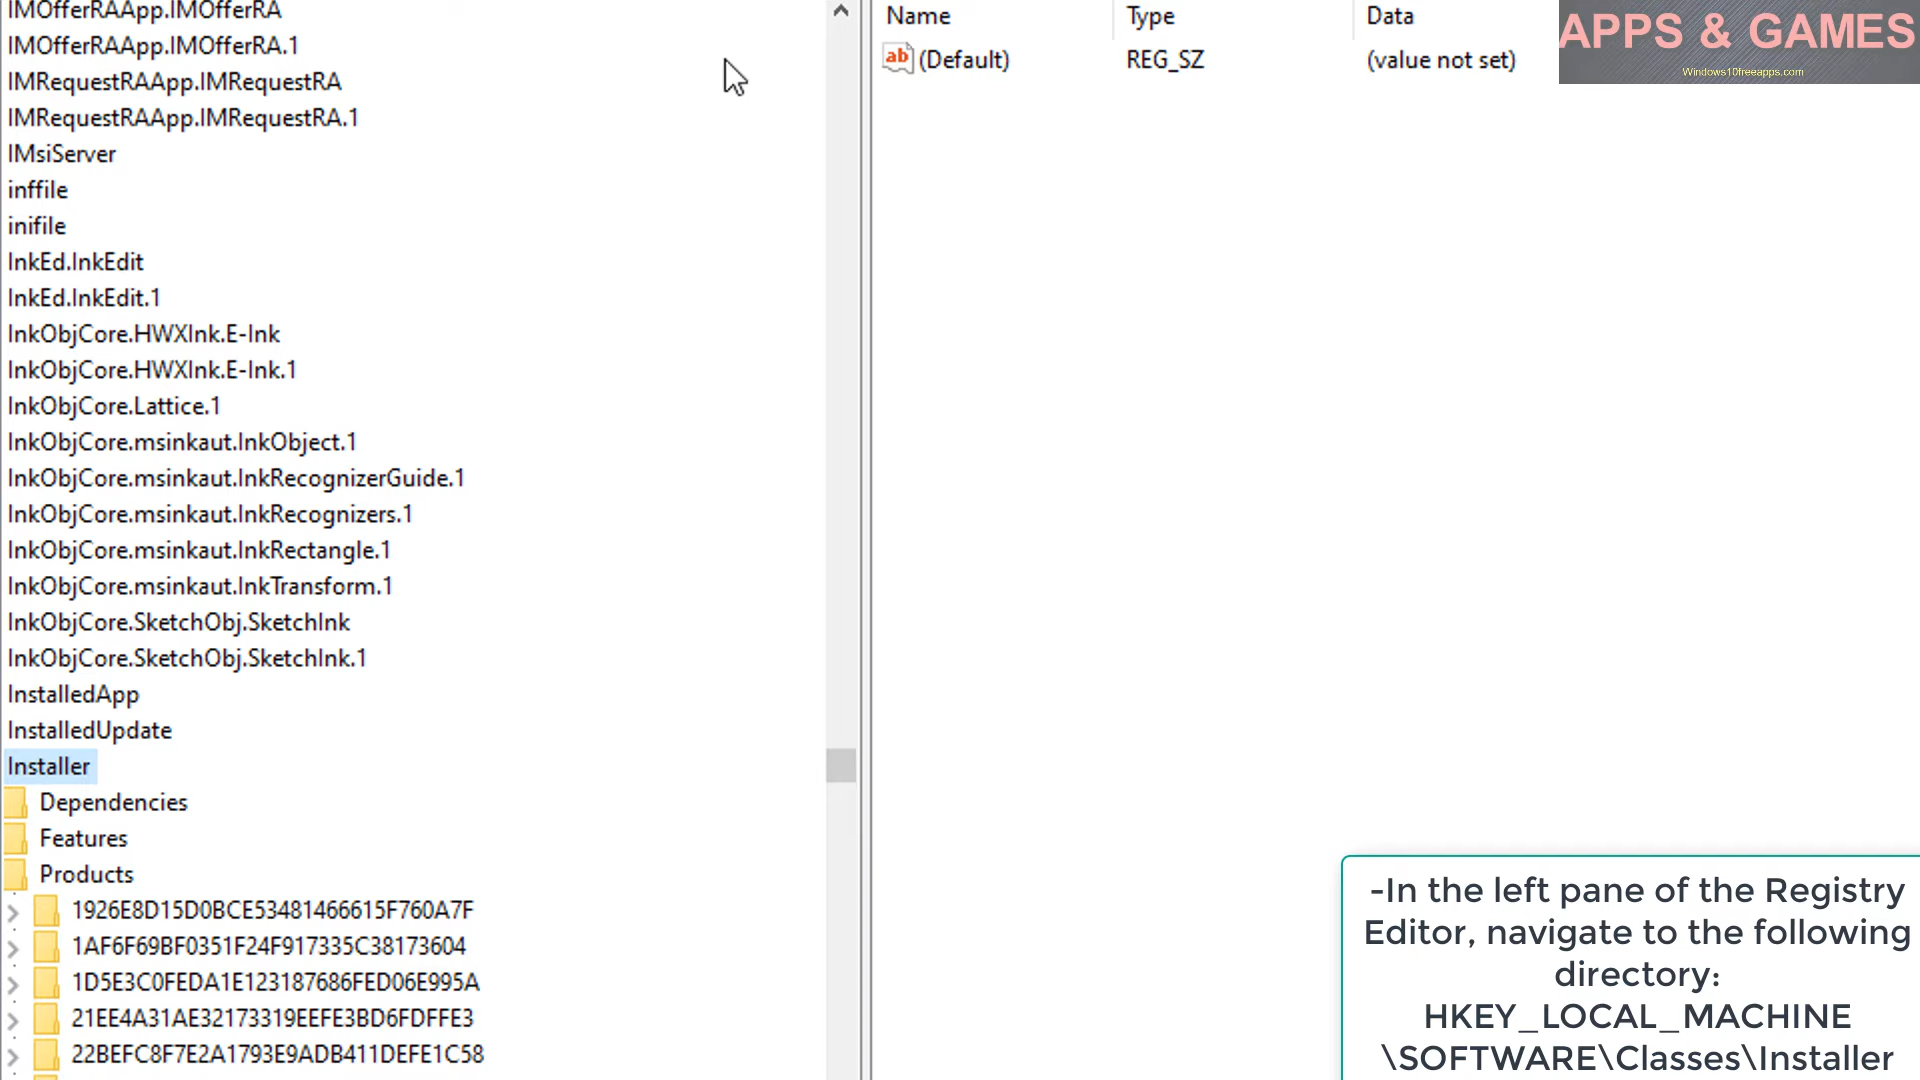 IMOfferRAApp.IMOfferRA
IMOfferRAApp.IMOfferRA.1
IMRequestRAApp.IMRequestRA
IMRequestRAApp.IMRequestRA.1
IMsiServer
inffile
inifile
InkEd.InkEdit
InkEd.InkEdit.1
InkObjCore.HWXInk.E-Ink
InkObjCore.HWXInk.E-Ink.1
InkObjCore.Lattice.1
InkObjCore.msinkaut.InkObject.1
InkObjCore.msinkaut.InkRecognizerGuide.1
InkObjCore.msinkaut.InkRecognizers.1
InkObjCore.msinkaut.InkRectangle.1
InkObjCore.msinkaut.InkTransform.1
InkObjCore.SketchObj.SketchInk
InkObjCore.SketchObj.SketchInk.1
InstalledApp
InstalledUpdate
Installer
Dependencies
Features
Products
1926E8D15D0BCE53481466615F760A7F
1AF6F69BF0351F24F917335C38173604
1D5E3C0FEDA1E123187686FED06E995A
21EE4A31AE32173319EEFE3BD6FDFFE3
22BEFC8F7E2A1793E9ADB411DEFE1C58
Name Type Data
ab (Default) REG_SZ (value not set)
APPS & GAMES
Windows10freeapps.com
-In the left pane of the Registry
Editor, navigate to the following
directory:
HKEY_LOCAL_MACHINE
\SOFTWARE\Classes\Installer